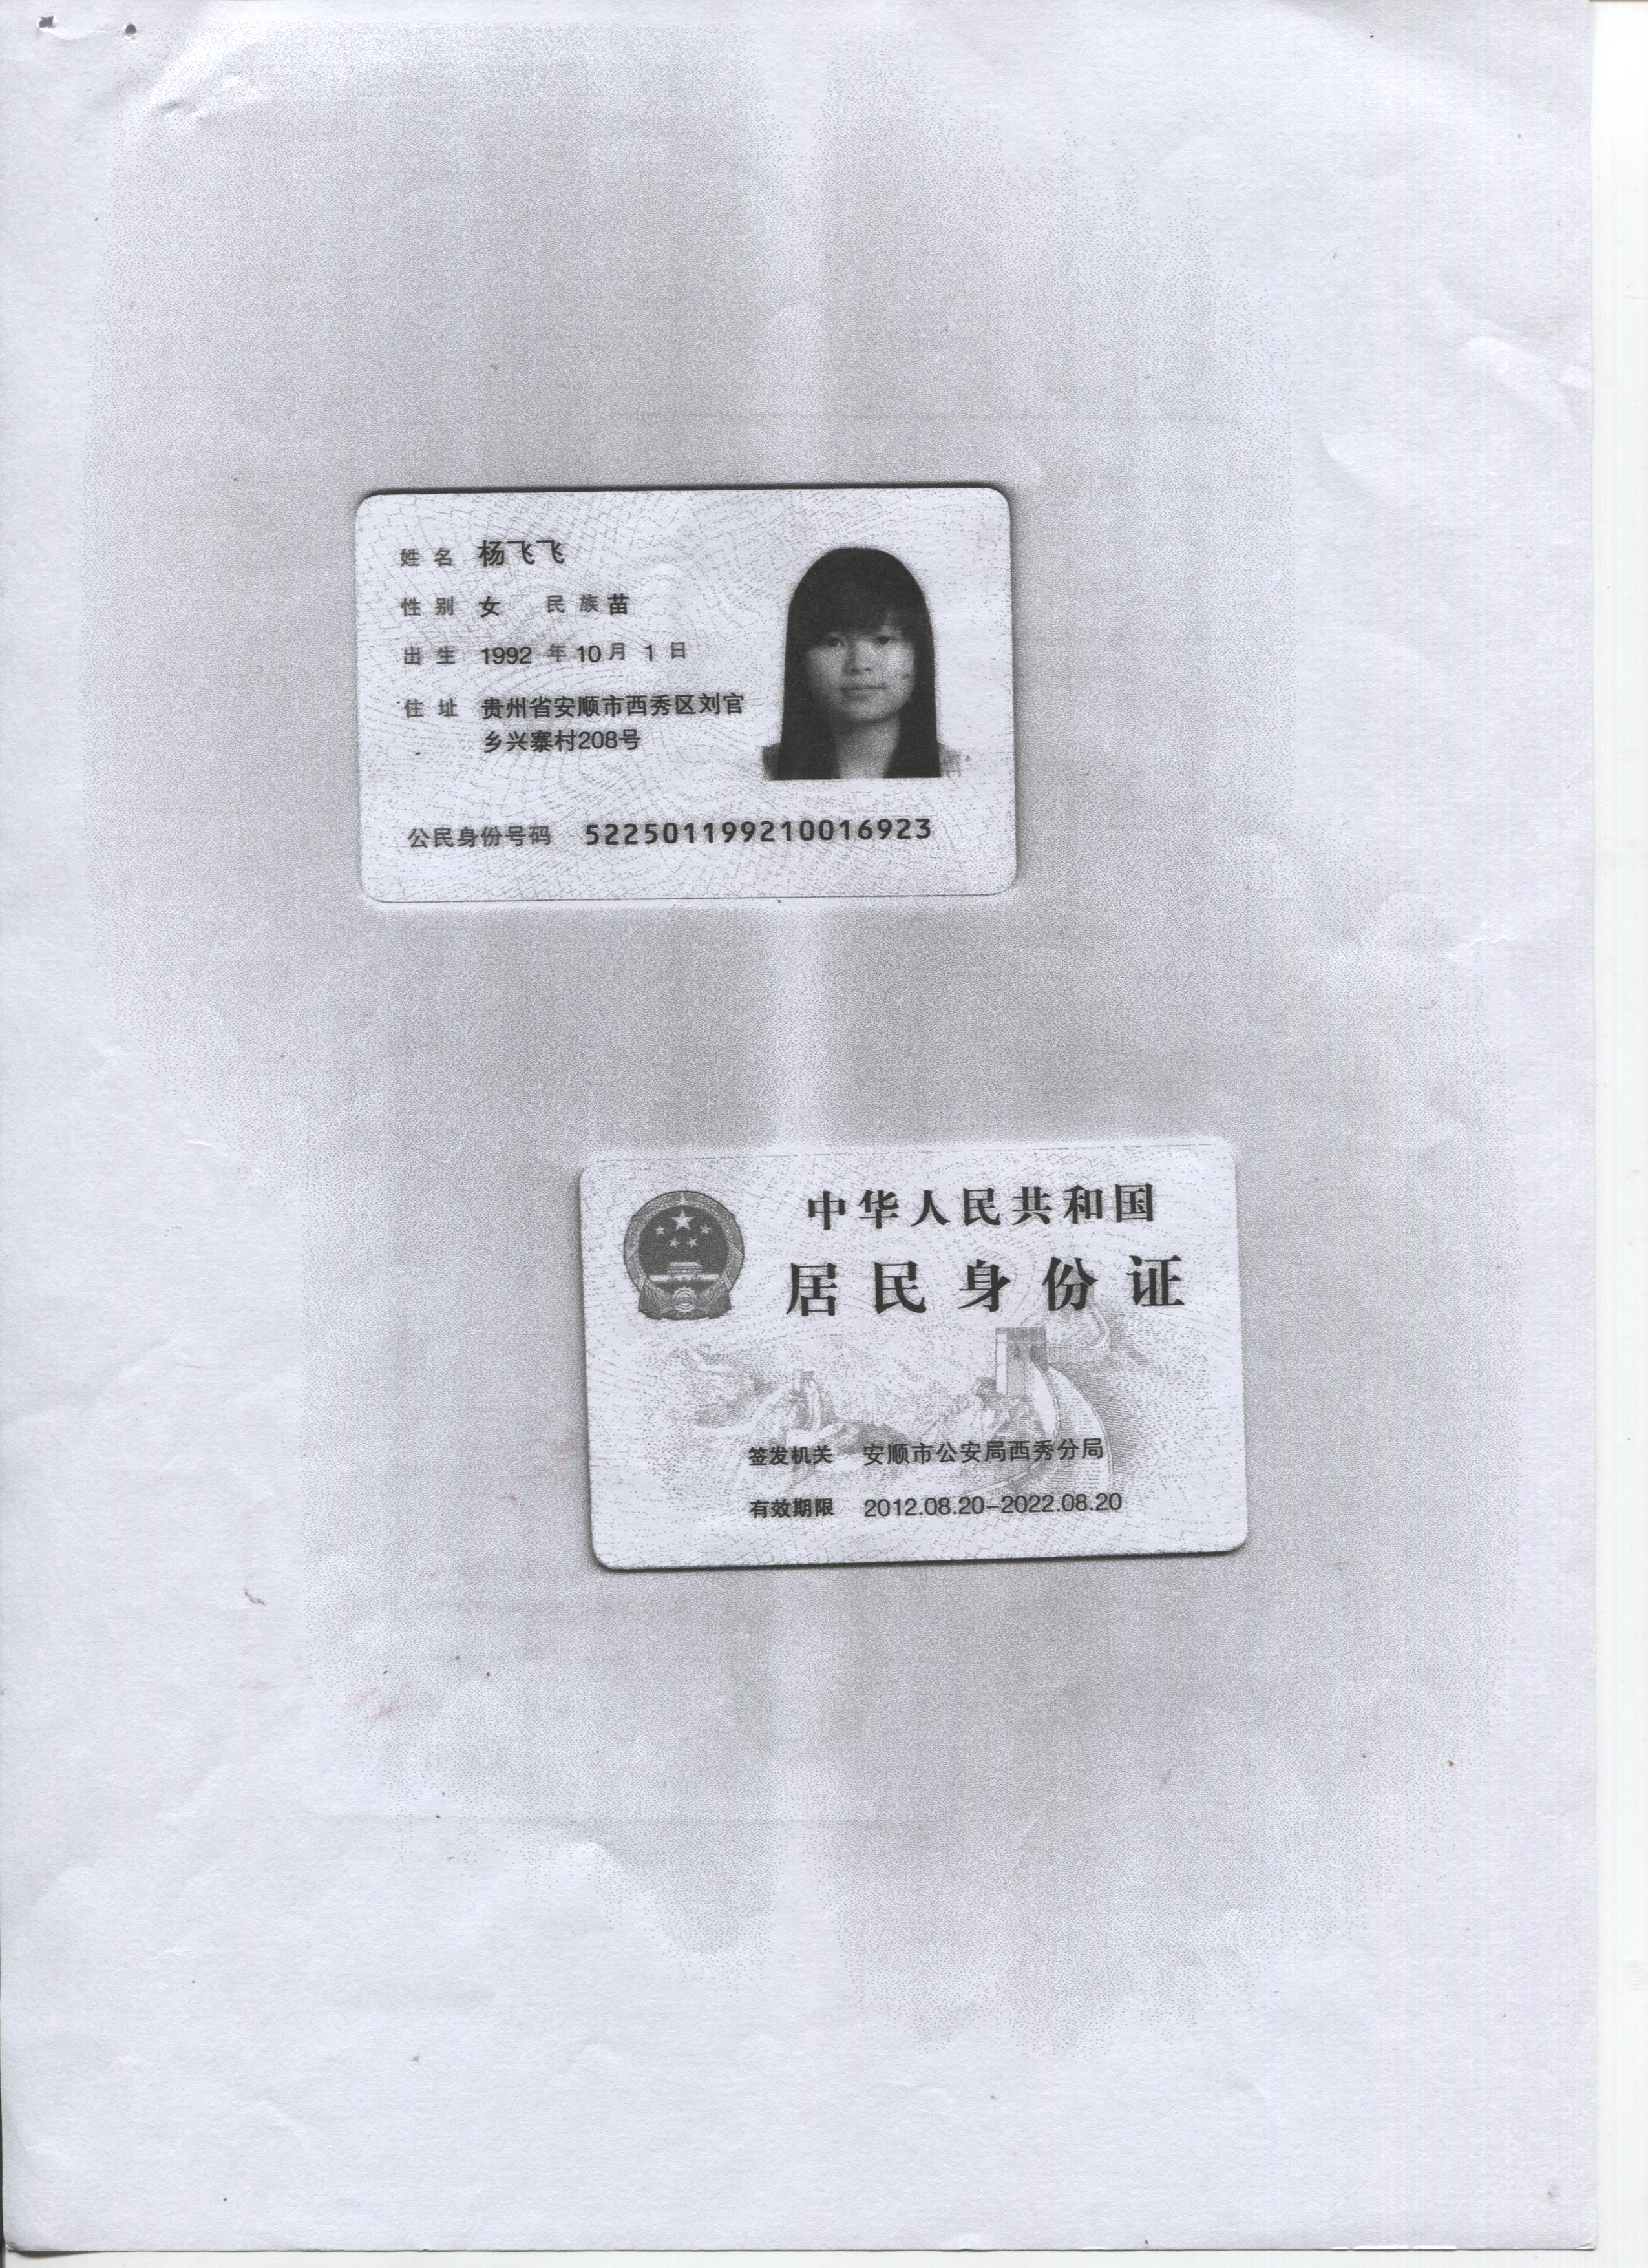 姓名 杨飞飞
性别 女 民族 苗
出生 1992 年 10 月 1 日
住址 贵州省安顺市西秀区刘官
乡兴寨村208号
公民身份号码 522501199210016923
中华人民共和国
居民身份证
签发机关 安顺市公安局西秀分局
有效期限 2012.08.20-2022.08.20